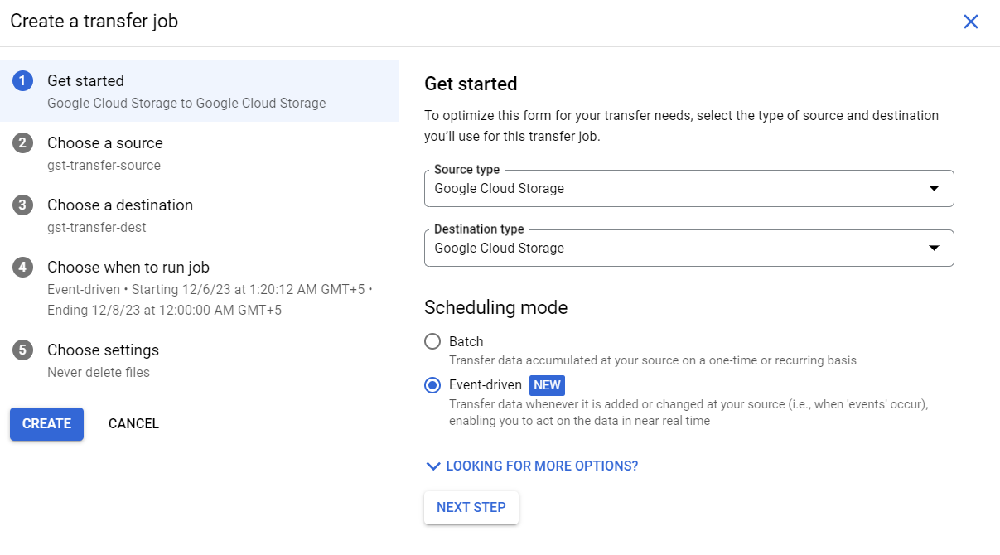 Create a transfer job
1
Get started
Google Cloud Storage to Google Cloud Storage
2
Choose a source
gst-transfer-source
3
Choose a destination
gst-transfer-dest
4
Choose when to run job
Event-driven • Starting 12/6/23 at 1:20:12 AM GMT+5 •
Ending 12/8/23 at 12:00:00 AM GMT+5
5
Choose settings
Never delete files
CREATE
CANCEL
Get started
To optimize this form for your transfer needs, select the type of source and destination
you’ll use for this transfer job.
Source type
Google Cloud Storage
Destination type
Google Cloud Storage
Scheduling mode
Batch
Transfer data accumulated at your source on a one-time or recurring basis
Event-driven NEW
Transfer data whenever it is added or changed at your source (i.e., when 'events' occur),
enabling you to act on the data in near real time
LOOKING FOR MORE OPTIONS?
NEXT STEP